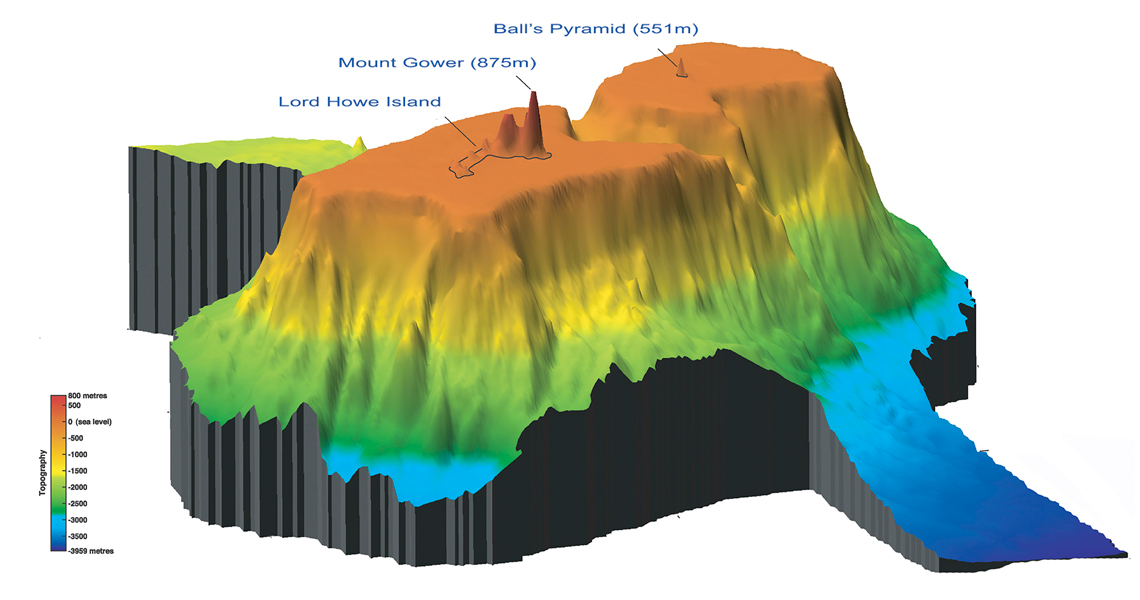 Ball's Pyramid (551m)
Mount Gower (875m)
Lord Howe Island
800 metres
500
0 (sea level)
-500
-1000
-1500
-2000
-2500
-3000
-3500
-3959 metres
Topography